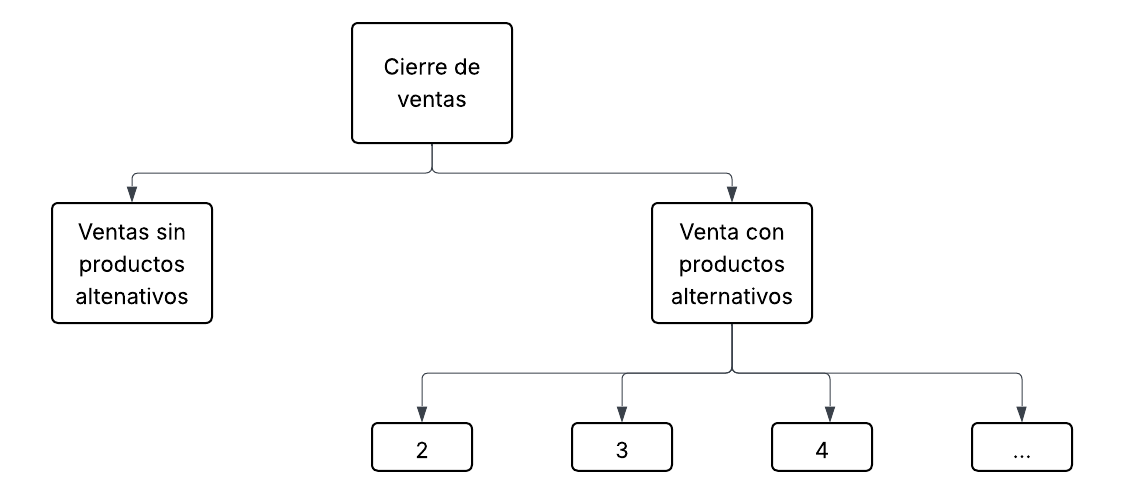 Cierre de
ventas
Ventas sin
productos
altenativos
Venta con
productos
alternativos
2
3
4
...